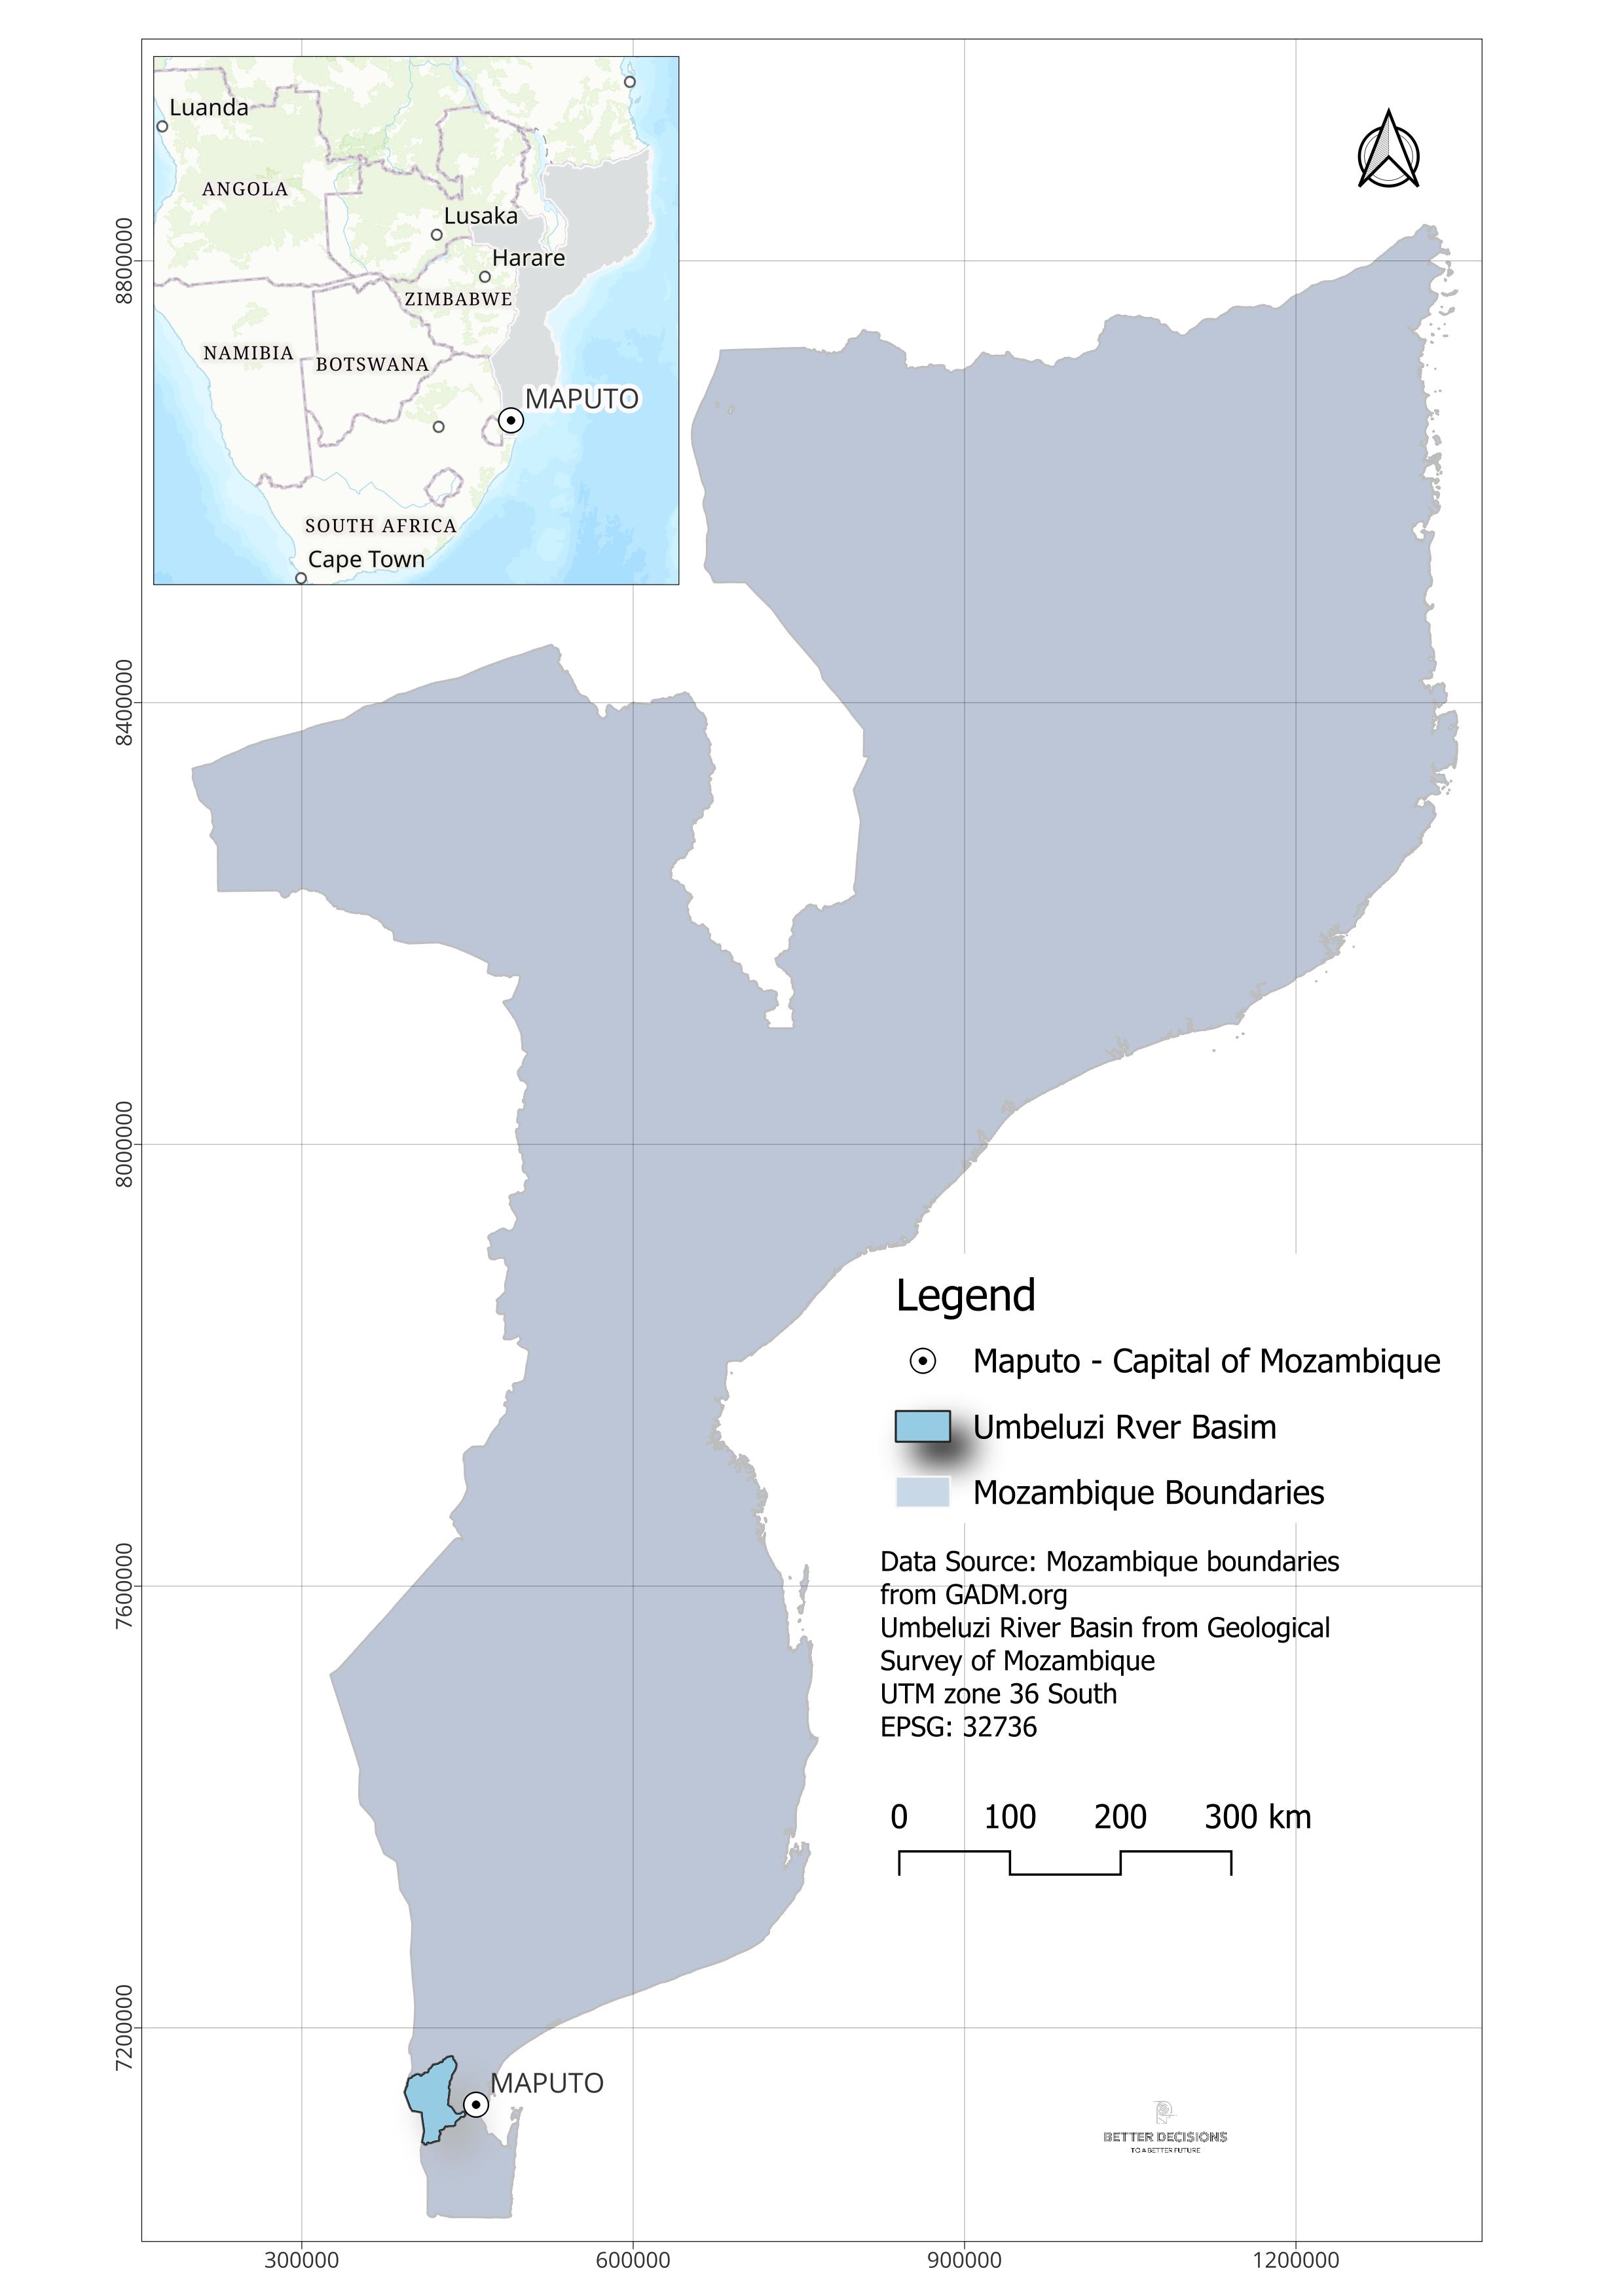 Luanda
ANGOLA
Lusaka
Harare
ZIMBABWE
NAMIBIA
BOTSWANA
MAPUTO
SOUTH AFRICA
Cape Town
8800000
8400000
8000000
7600000
7200000
Legend
Maputo - Capital of Mozambique
Umbeluzi Rver Basim
Mozambique Boundaries
Data Source: Mozambique boundaries
from GADM.org
Umbeluzi River Basin from Geological
Survey of Mozambique
UTM zone 36 South
EPSG: 32736
0 100 200 300 km
MAPUTO
BETTER DECISIONS
TO A BETTER FUTURE
300000 600000 900000 1200000